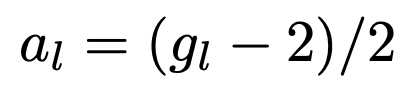 a_l = (g_l − 2)/2